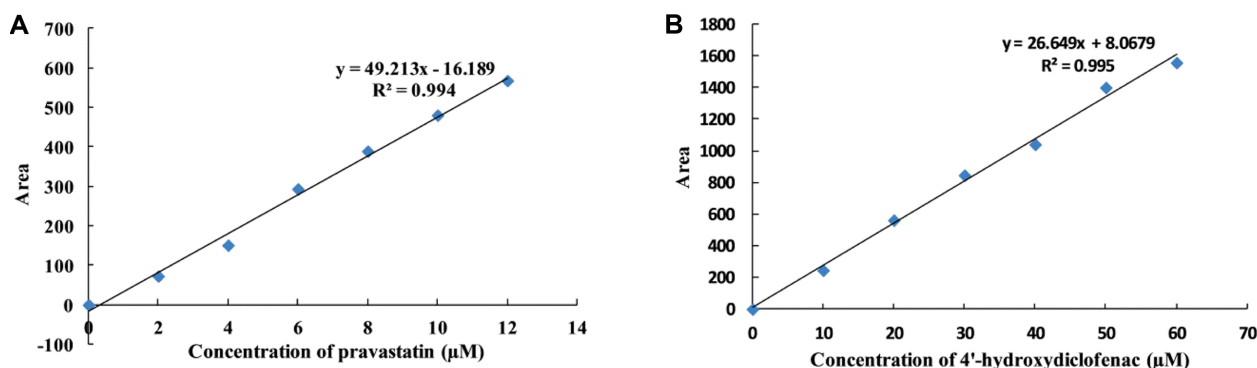 A
700
600
500
400
300
200
100
0
-100
Area
y = 49.213x - 16.189
R² = 0.994
0 2 4 6 8 10 12 14
Concentration of pravastatin (µM)
B
1800
1600
1400
1200
1000
800
600
400
200
0
Area
y = 26.649x + 8.0679
R² = 0.995
0 10 20 30 40 50 60 70
Concentration of 4'-hydroxydiclofenac (µM)